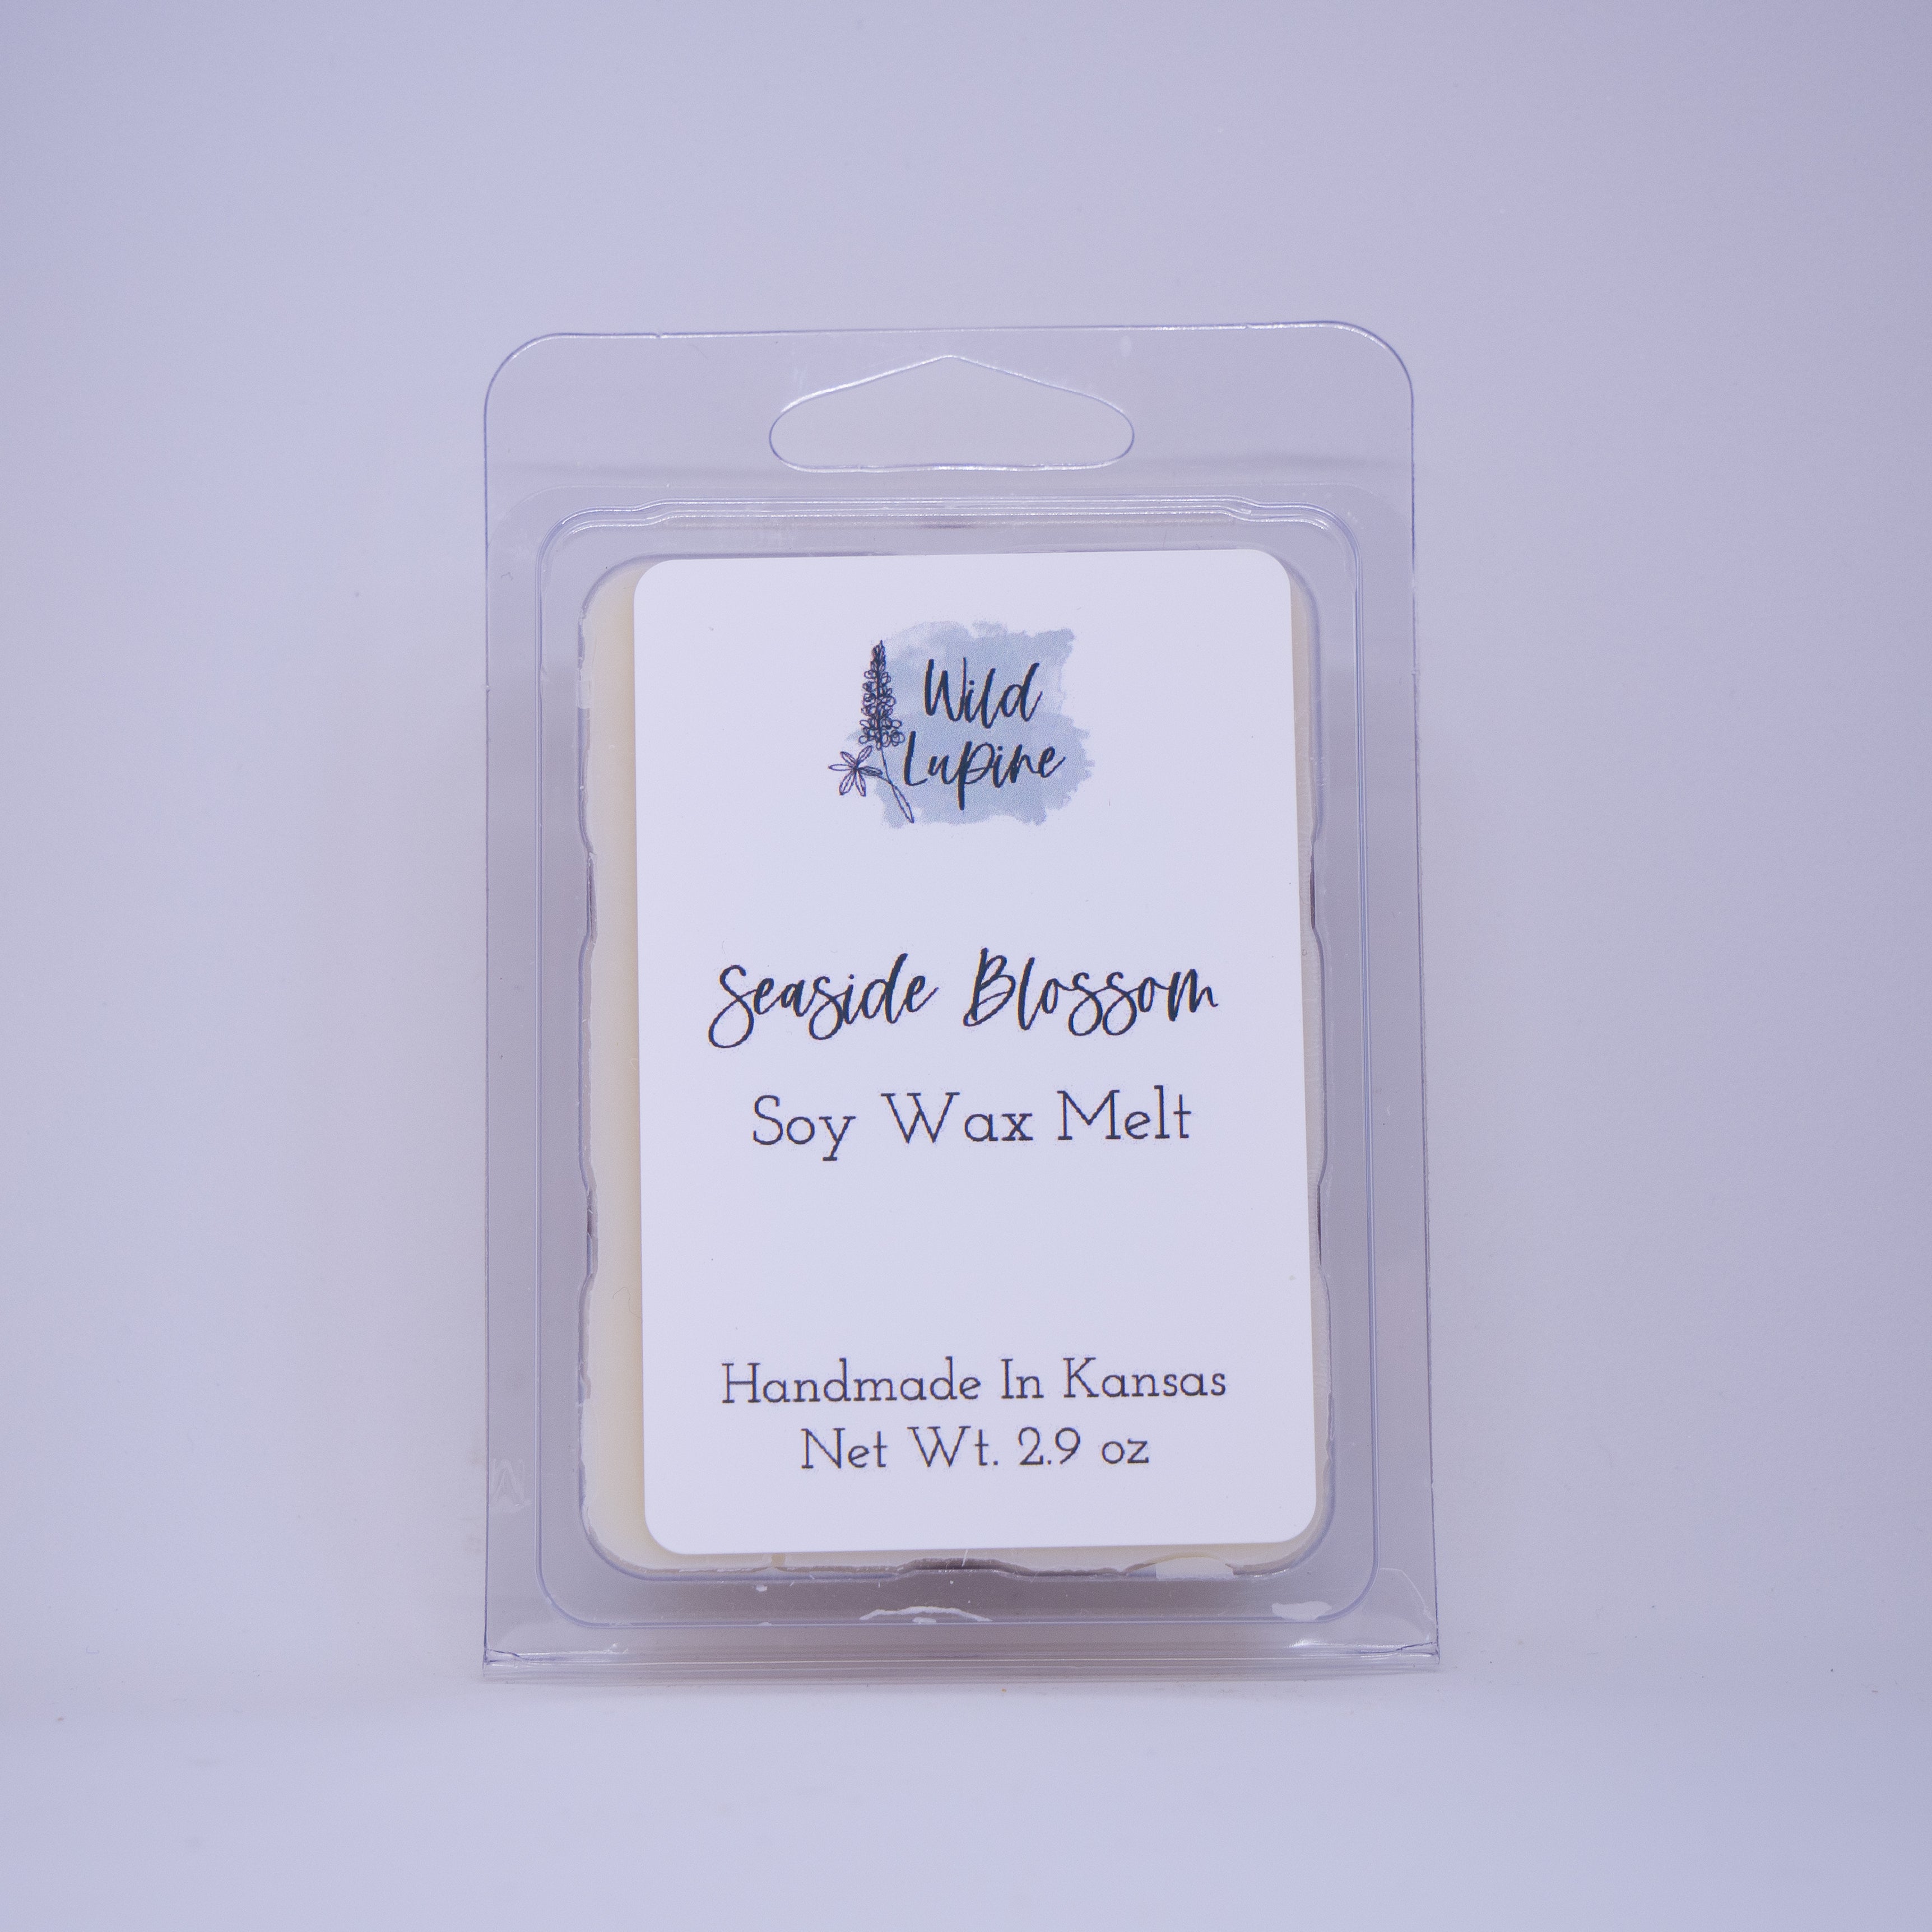 Wild
Lupine
Seaside Blossom
Soy Wax Melt
Handmade In Kansas
Net Wt. 2.9 oz